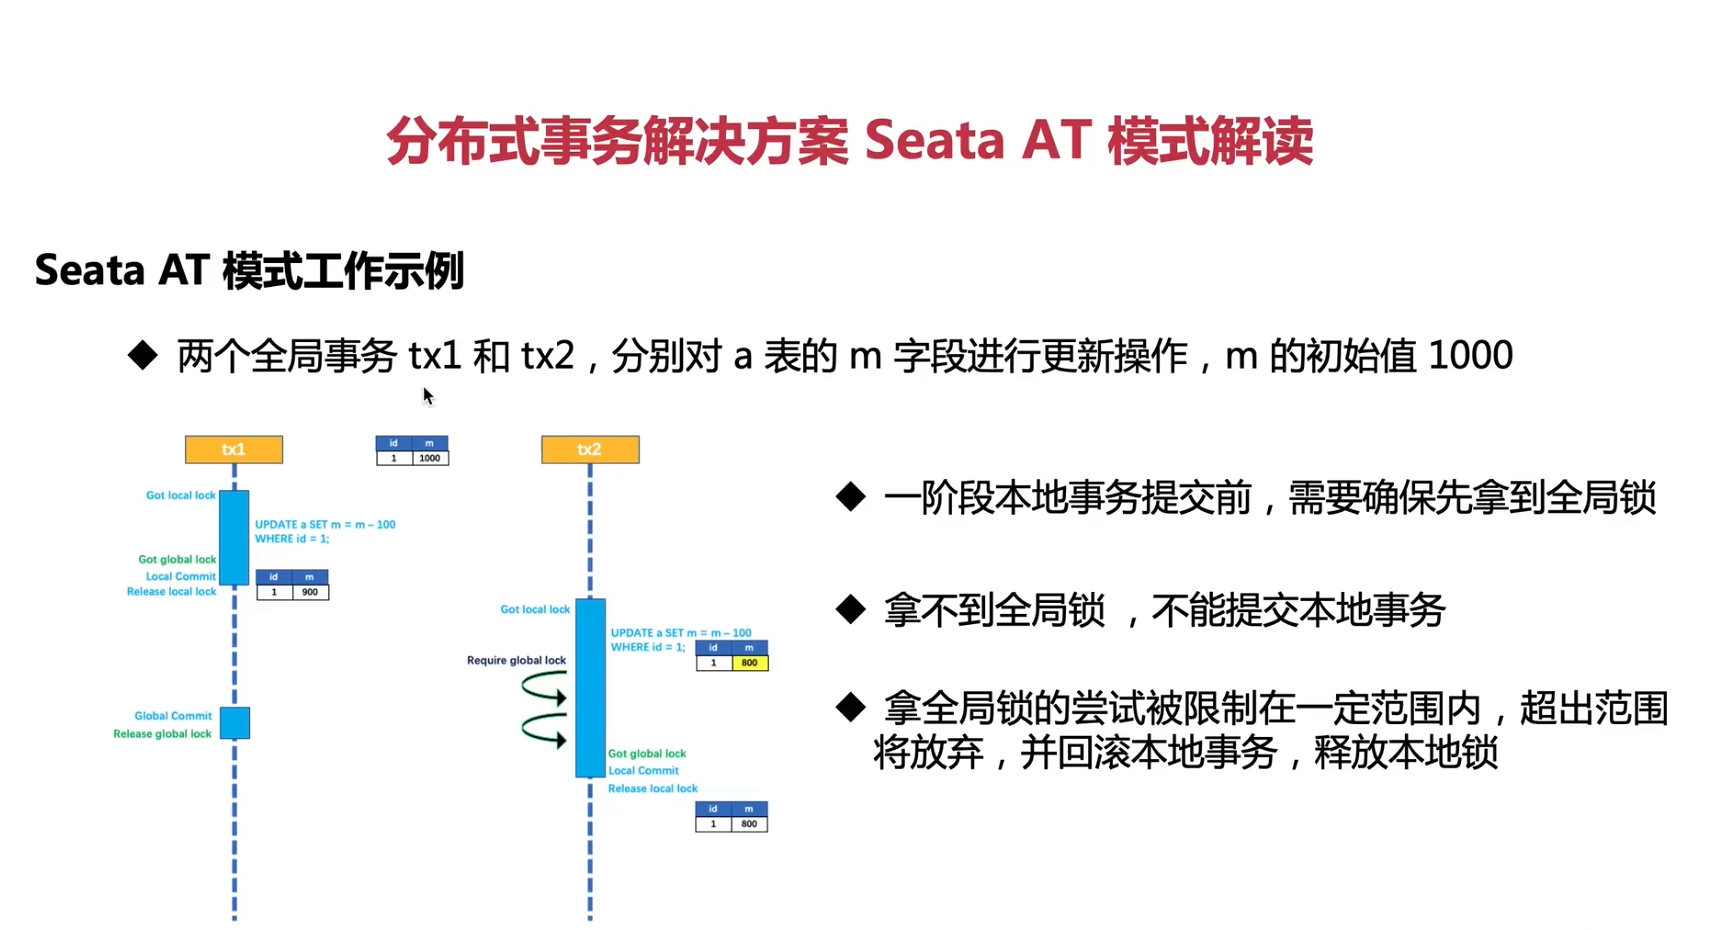 分布式事务解决方案 Seata AT 模式解读
Seata AT 模式工作示例
◆ 两个全局事务 tx1 和 tx2，分别对 a 表的 m 字段进行更新操作，m 的初始值 1000
tx1
id m
1 1000
tx2
Got local lock
UPDATE a SET m = m – 100
WHERE id = 1;
Got global lock
Local Commit
Release local lock
id m
1 900
Got local lock
UPDATE a SET m = m – 100
WHERE id = 1;
id m
1 800
Require global lock
Global Commit
Release global lock
Got global lock
Local Commit
Release local lock
id m
1 800
◆ 一阶段本地事务提交前，需要确保先拿到全局锁
◆ 拿不到全局锁 ，不能提交本地事务
◆ 拿全局锁的尝试被限制在一定范围内，超出范围
将放弃，并回滚本地事务，释放本地锁